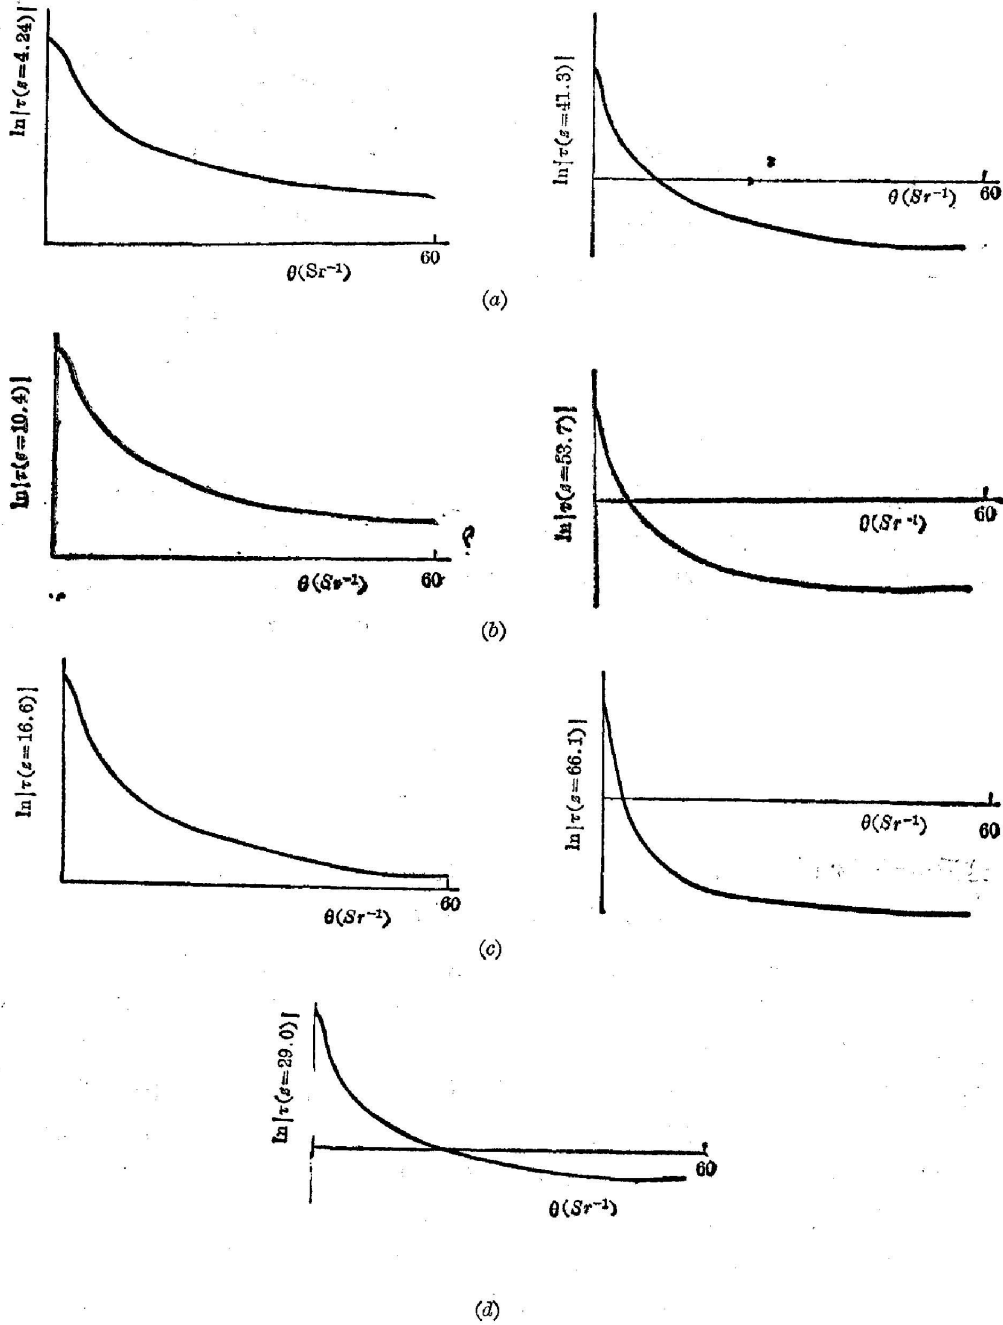 ln|τ(s=4.24)|
60
θ(Sr⁻¹)
ln|τ(s=41.3)|
θ(Sr⁻¹)
60
(a)
ln|τ(s=10.4)|
θ(Sr⁻¹)
60
ln|τ(s=53.7)|
θ(Sr⁻¹)
60
(b)
ln|τ(s=16.6)|
θ(Sr⁻¹)
60
ln|τ(s=66.1)|
θ(Sr⁻¹)
60
(c)
ln|τ(s=29.0)|
60
θ(Sr⁻¹)
(d)